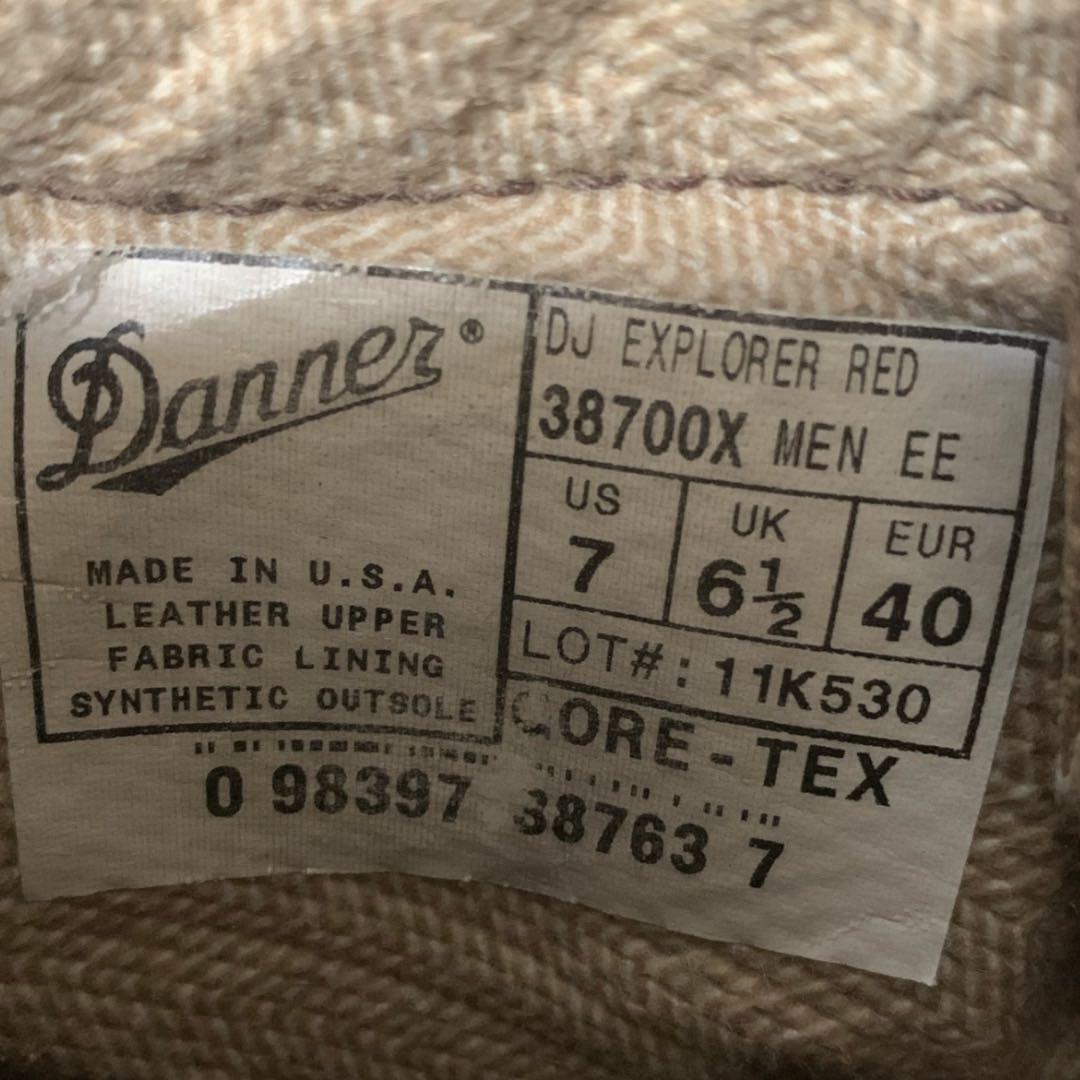 Danner®
MADE IN U.S.A.
LEATHER UPPER
FABRIC LINING
SYNTHETIC OUTSOLE
DJ EXPLORER RED
38700X MEN EE
US UK EUR
7 6½ 40
LOT#: 11K530
GORE-TEX
0 98397 38763 7